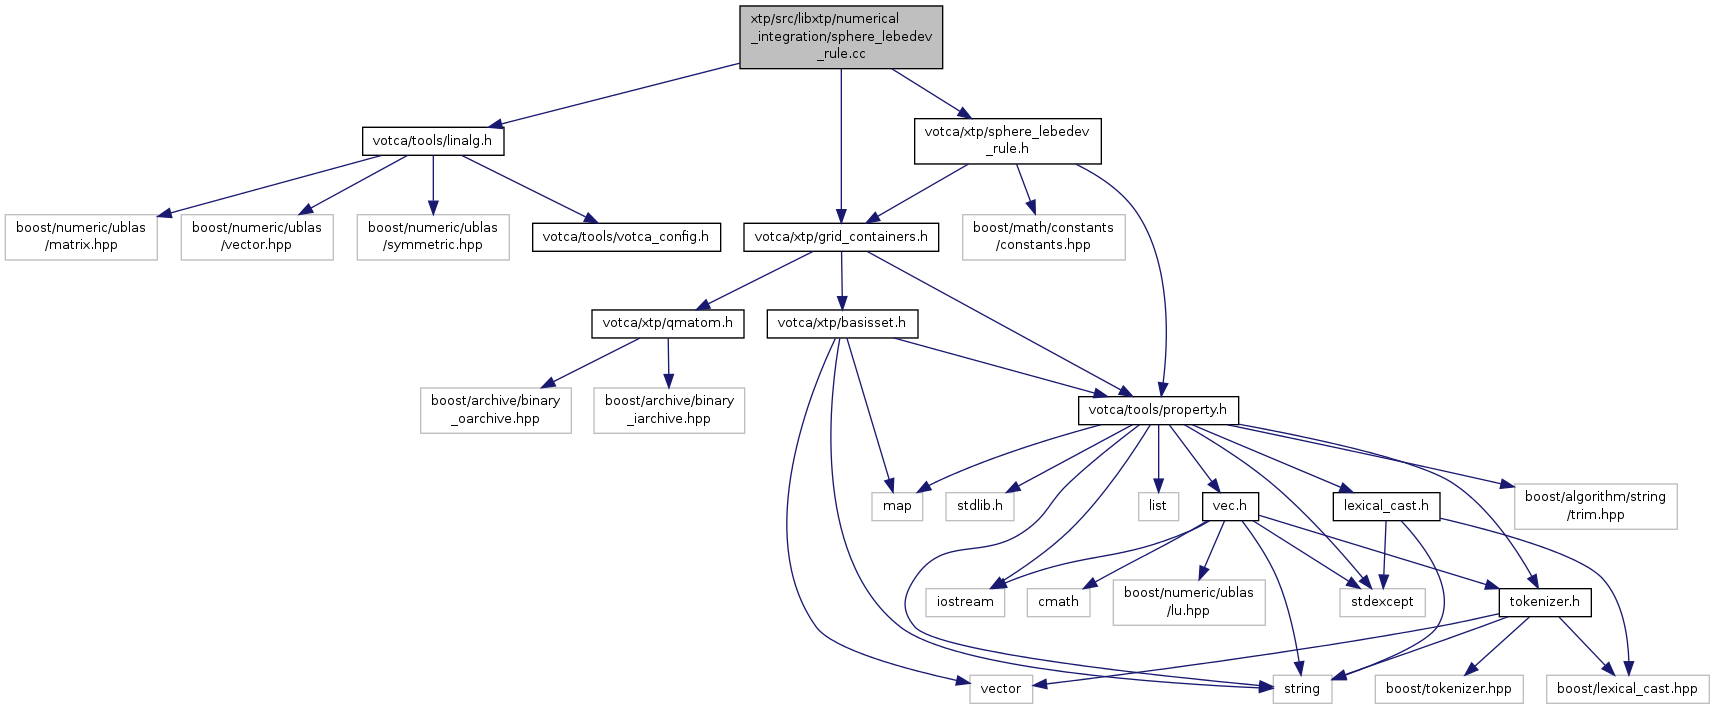 xtp/src/libxtp/numerical
_integration/sphere_lebedev
_rule.cc
votca/tools/linalg.h
votca/xtp/sphere_lebedev
_rule.h
boost/numeric/ublas
/matrix.hpp
boost/numeric/ublas
/vector.hpp
boost/numeric/ublas
/symmetric.hpp
votca/tools/votca_config.h
votca/xtp/grid_containers.h
boost/math/constants
/constants.hpp
votca/xtp/qmatom.h
votca/xtp/basisset.h
boost/archive/binary
_oarchive.hpp
boost/archive/binary
_iarchive.hpp
votca/tools/property.h
map
stdlib.h
list
vec.h
lexical_cast.h
boost/algorithm/string
/trim.hpp
iostream
cmath
boost/numeric/ublas
/lu.hpp
stdexcept
tokenizer.h
vector
string
boost/tokenizer.hpp
boost/lexical_cast.hpp